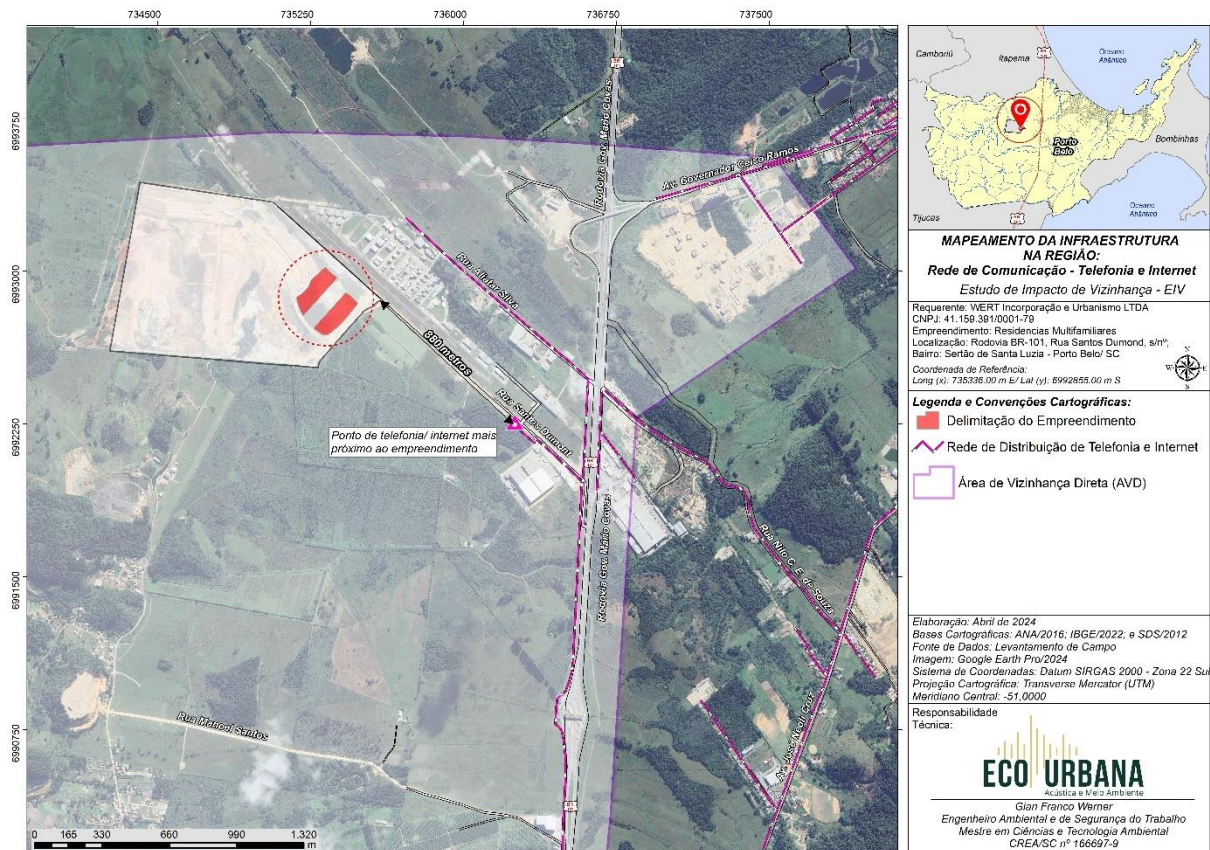 734500
735250
736000
736750
737500
6993750
6993000
6992250
6991500
6990750
Rodovia Gov. Mário Covas
Av. Governador Celso Ramos
Rua Aliatar Silva
880 metros
Rua Santos Dumont
Ponto de telefonia/ internet mais
próximo ao empreendimento
Rodovia Gov. Mário Covas
Rua Nilo C. E. de Souza
Rua Manoel Santos
0 165 330 660 990 1.320
m
Camboriú
Itapema
Oceano
Atlântico
Porto
Belo
Bombinhas
Tijucas
Oceano
Atlântico
MAPEAMENTO DA INFRAESTRUTURA
NA REGIÃO:
Rede de Comunicação - Telefonia e Internet
Estudo de Impacto de Vizinhança - EIV
Requerente: WERT Incorporação e Urbanismo LTDA
CNPJ: 41.159.391/0001-79
Empreendimento: Residencias Multifamiliares
Localização: Rodovia BR-101, Rua Santos Dumond, s/nº;
Bairro: Sertão de Santa Luzia - Porto Belo/ SC
Coordenada de Referência:
Long (x): 735336.00 m E/ Lat (y): 6992855.00 m S
N
W
E
S
Legenda e Convenções Cartográficas:
Delimitação do Empreendimento
Rede de Distribuição de Telefonia e Internet
Área de Vizinhança Direta (AVD)
Elaboração: Abril de 2024
Bases Cartográficas: ANA/2016; IBGE/2022; e SDS/2012
Fonte de Dados: Levantamento de Campo
Imagem: Google Earth Pro/2024
Sistema de Coordenadas: Datum SIRGAS 2000 - Zona 22 Sul
Projeção Cartográfica: Transverse Mercator (UTM)
Meridiano Central: -51,0000
Responsabilidade
Técnica:
ECO URBANA
Acústica e Meio Ambiente
Gian Franco Werner
Engenheiro Ambiental e de Segurança do Trabalho
Mestre em Ciências e Tecnologia Ambiental
CREA/SC nº 166697-9